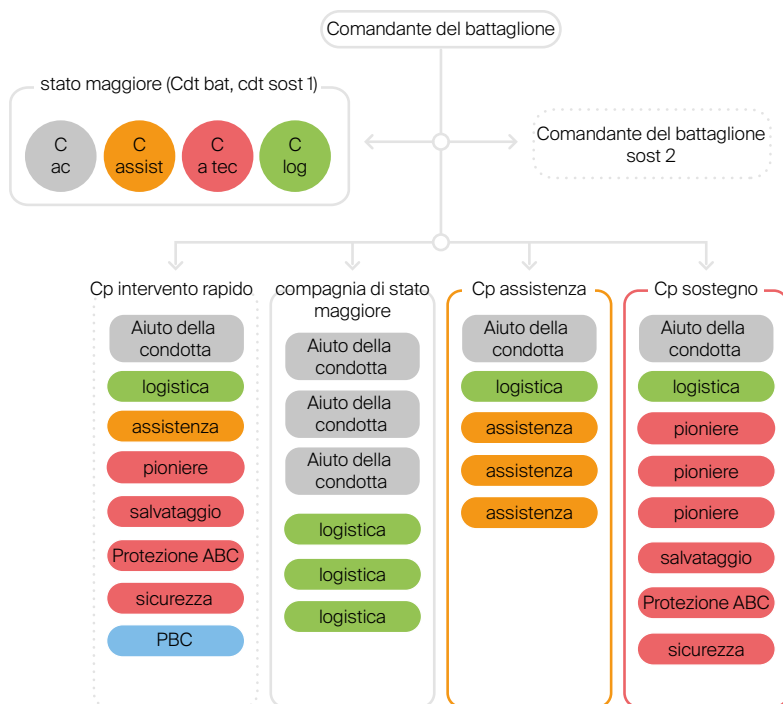 Comandante del battaglione
stato maggiore (Cdt bat, cdt sost 1)
C
ac
C
assist
C
a tec
C
log
Comandante del battaglione
sost 2
Cp intervento rapido
Aiuto della
condotta
logistica
assistenza
pioniere
salvataggio
Protezione ABC
sicurezza
PBC
compagnia di stato
maggiore
Aiuto della
condotta
Aiuto della
condotta
Aiuto della
condotta
logistica
logistica
logistica
Cp assistenza
Aiuto della
condotta
logistica
assistenza
assistenza
assistenza
Cp sostegno
Aiuto della
condotta
logistica
pioniere
pioniere
pioniere
salvataggio
Protezione ABC
sicurezza